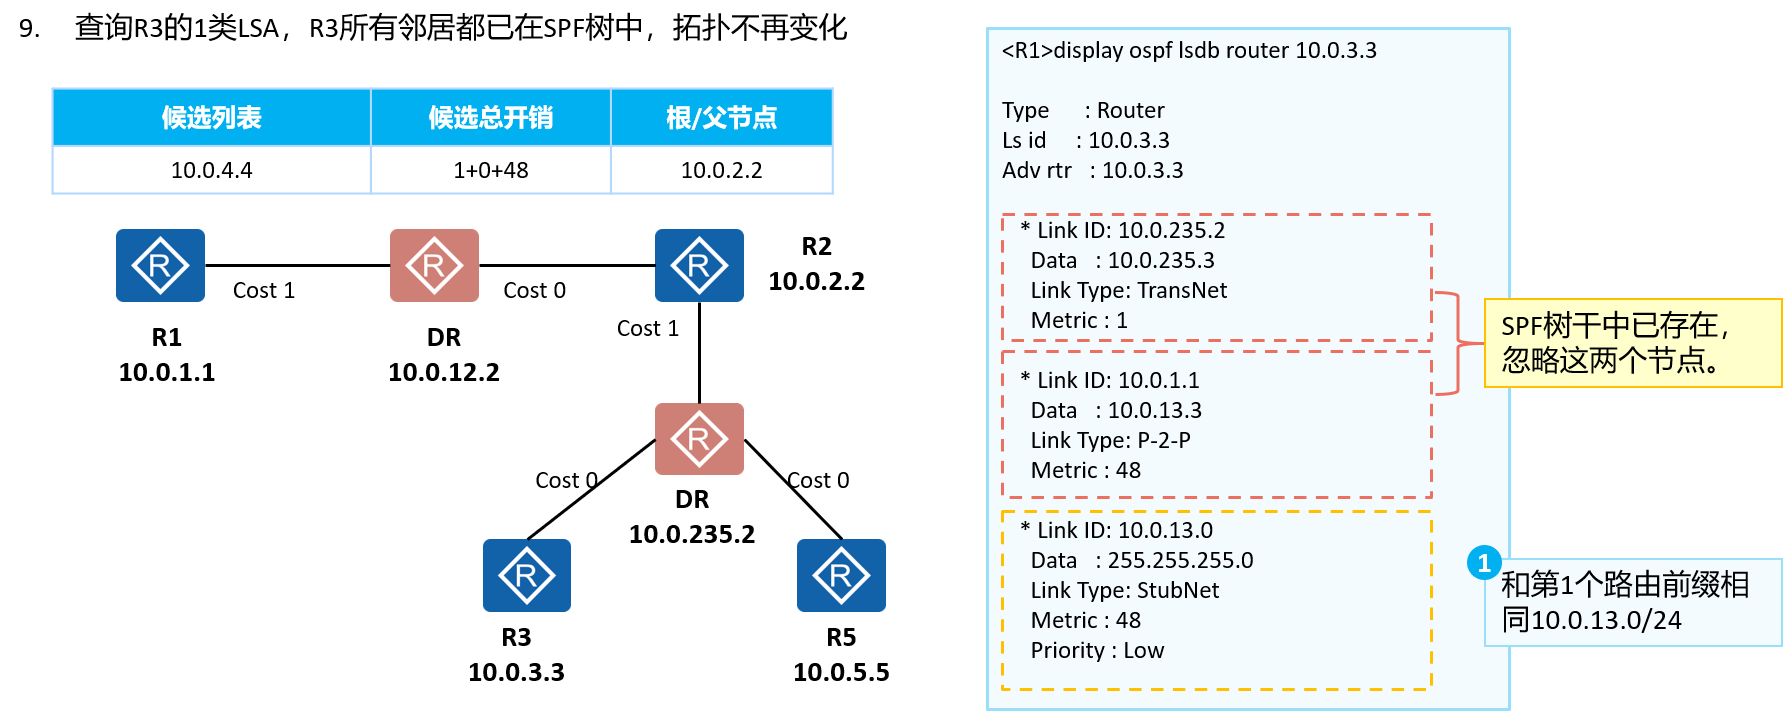 9. 查询R3的1类LSA，R3所有邻居都已在SPF树中，拓扑不再变化
候选列表 候选总开销 根/父节点
10.0.4.4 1+0+48 10.0.2.2
R
R
R
Cost 1
Cost 0
R2
10.0.2.2
R1
10.0.1.1
DR
10.0.12.2
Cost 1
R
Cost 0
Cost 0
DR
10.0.235.2
R
R
R3
10.0.3.3
R5
10.0.5.5
<R1>display ospf lsdb router 10.0.3.3
Type : Router
Ls id : 10.0.3.3
Adv rtr : 10.0.3.3
* Link ID: 10.0.235.2
Data : 10.0.235.3
Link Type: TransNet
Metric : 1
* Link ID: 10.0.1.1
Data : 10.0.13.3
Link Type: P-2-P
Metric : 48
* Link ID: 10.0.13.0
Data : 255.255.255.0
Link Type: StubNet
Metric : 48
Priority : Low
SPF树干中已存在，
忽略这两个节点。
1
和第1个路由前缀相
同10.0.13.0/24